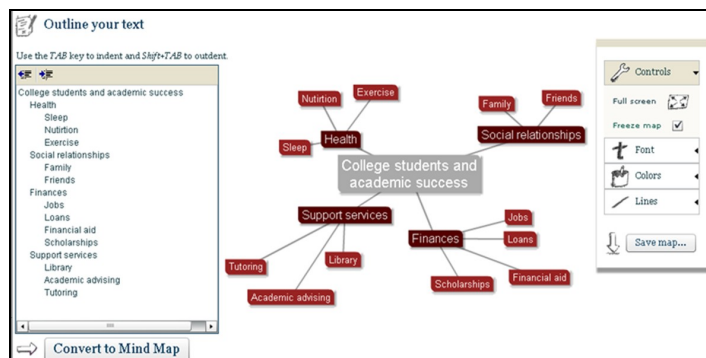 Outline your text
Use the TAB key to indent and Shift+TAB to outdent.
College students and academic success
Health
Sleep
Nutirtion
Exercise
Social relationships
Family
Friends
Finances
Jobs
Loans
Financial aid
Scholarships
Support services
Library
Academic advising
Tutoring
Convert to Mind Map
Nutirtion
Exercise
Sleep
Health
Family
Friends
Social relationships
College students and
academic success
Support services
Tutoring
Library
Academic advising
Finances
Jobs
Loans
Financial aid
Scholarships
Controls
Full screen
Freeze map
Font
Colors
Lines
Save map...